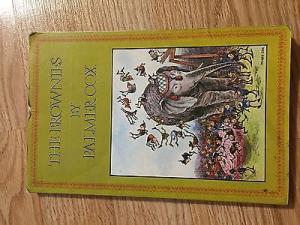 THE BROWNIES
BY
PALMER COX